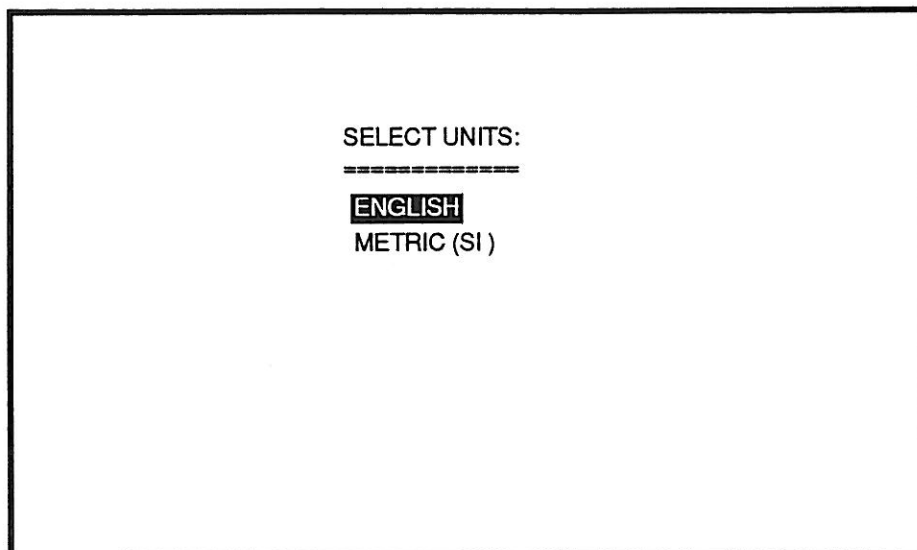 SELECT UNITS:
=============
ENGLISH
METRIC (SI )